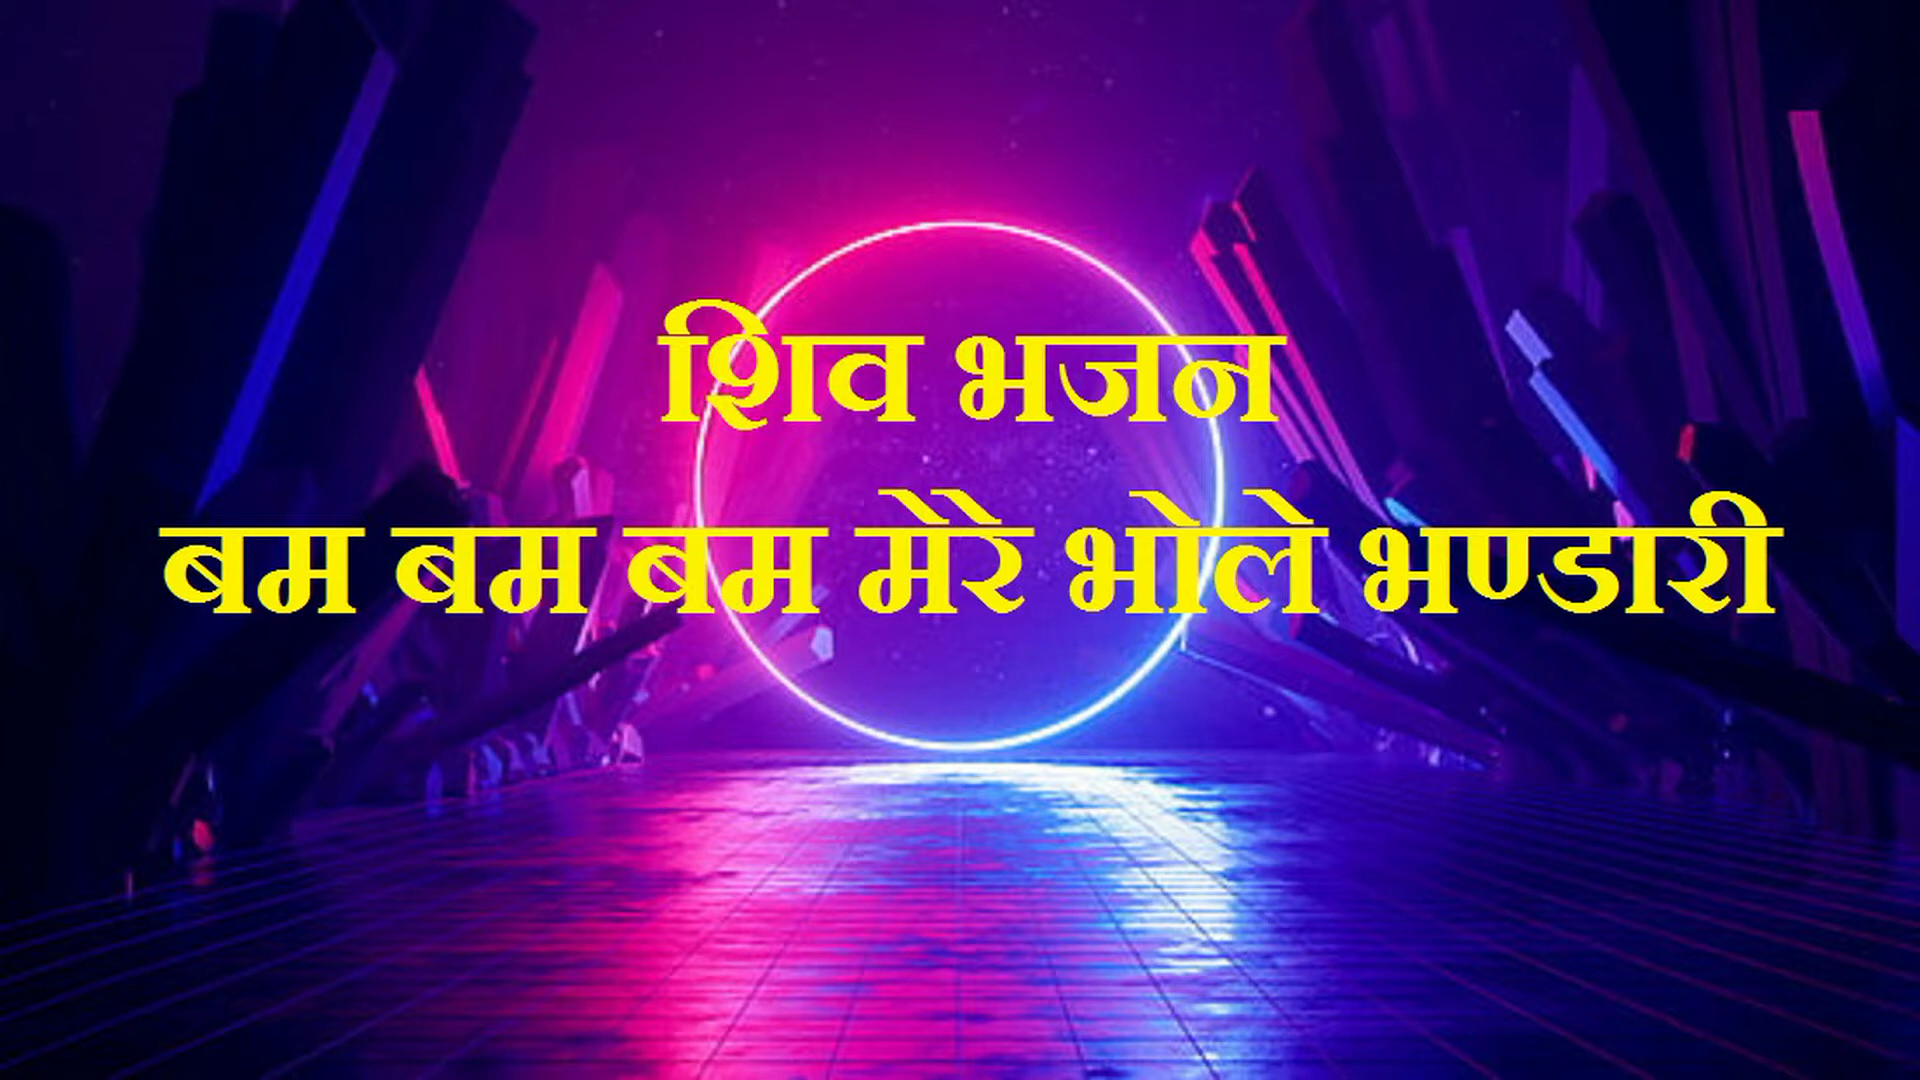 शिव भजन
बम बम बम मेरे भोले भण्डारी